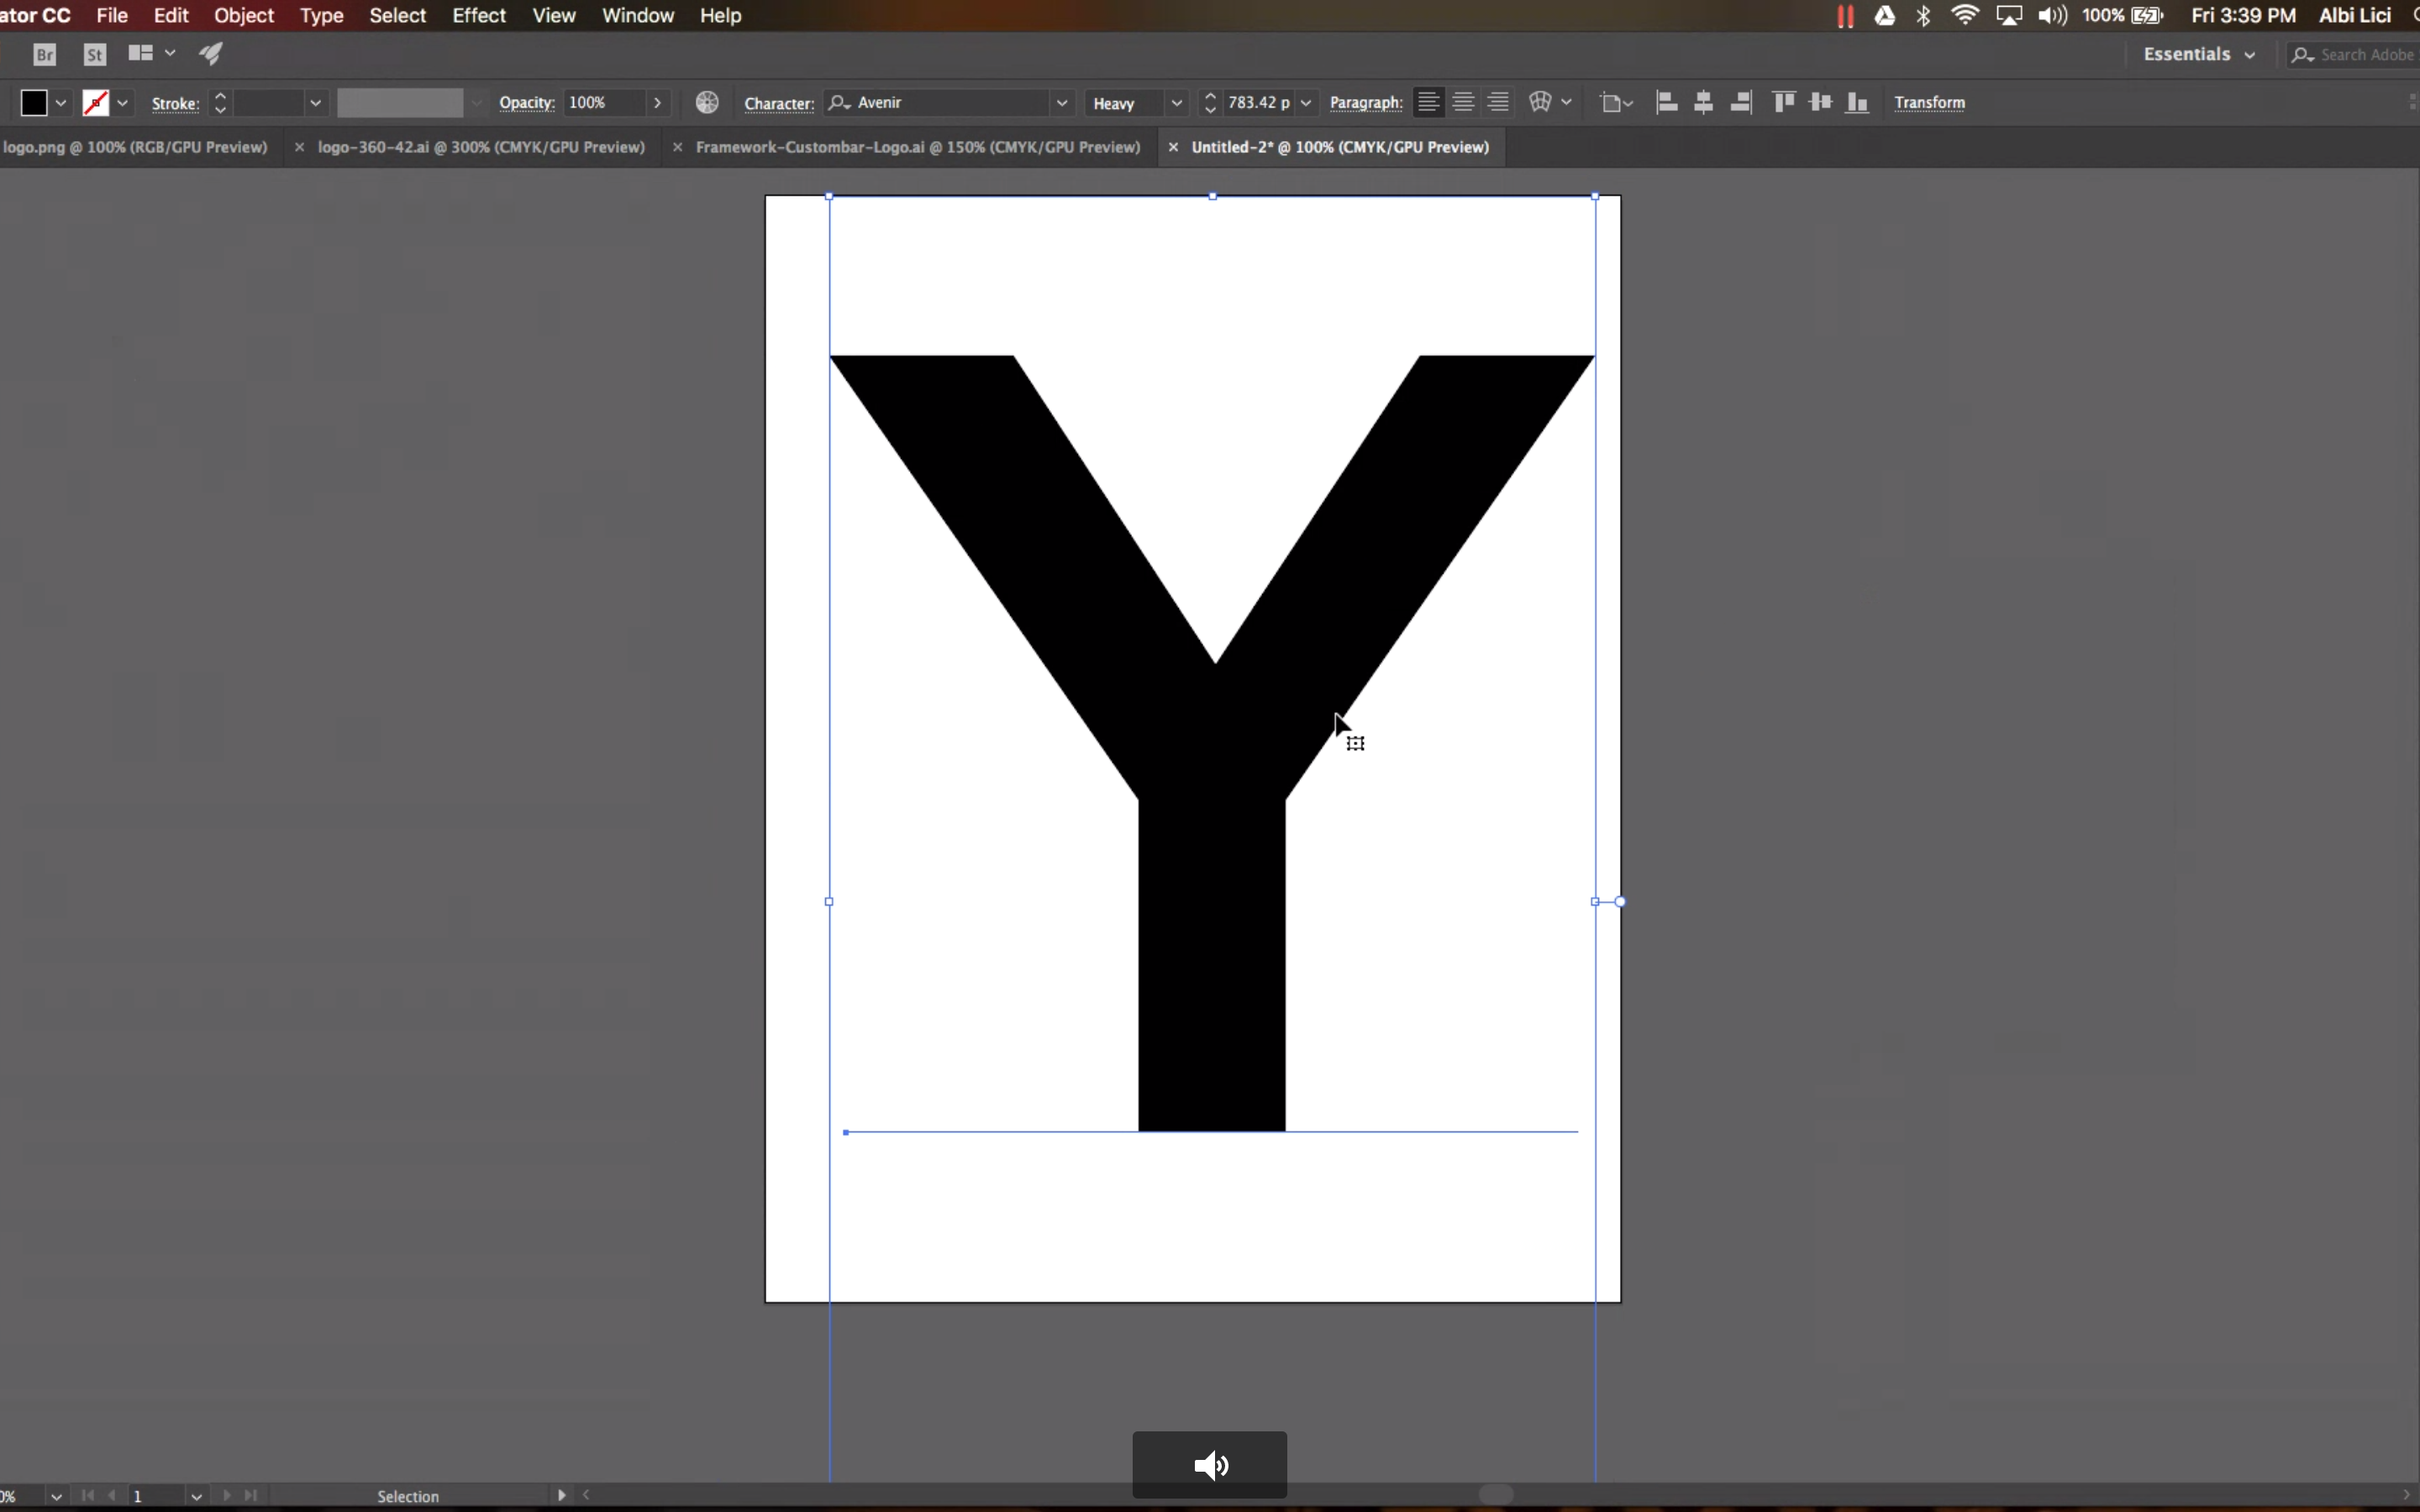 ator CC File Edit Object Type Select Effect View Window Help 100% Fri 3:39 PM Albi Lici
Br St Essentials Search Adobe
Stroke: Opacity: 100% Character: Avenir Heavy 783.42 p Paragraph: Transform
logo.png @ 100% (RGB/GPU Preview) × logo-360-42.ai @ 300% (CMYK/GPU Preview) × Framework-Custombar-Logo.ai @ 150% (CMYK/GPU Preview) × Untitled-2* @ 100% (CMYK/GPU Preview)
Y
0% 1 Selection